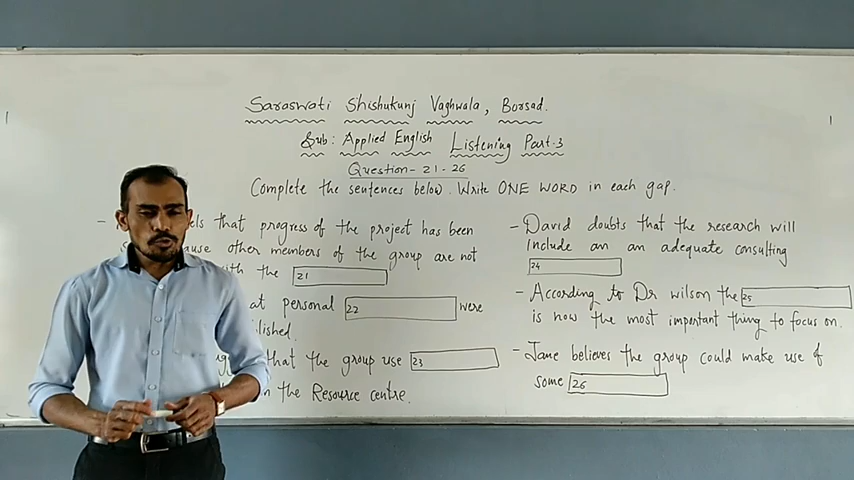 Saraswati Shishukunj Vaghwala, Borsad.
Sub: Applied English Listening Part-3
Question-21-26
Complete the sentences below. Write ONE WORD in each gap.
that progress of the project has been
other members of the group are not
the 21
at personal 22 were
that the group use 23
the Resource centre.
- David doubts that the research will
include an an adequate consulting
24
- According to Dr wilson the 25
is now the most important thing to focus on.
- Jane believes the group could make use of
some 26